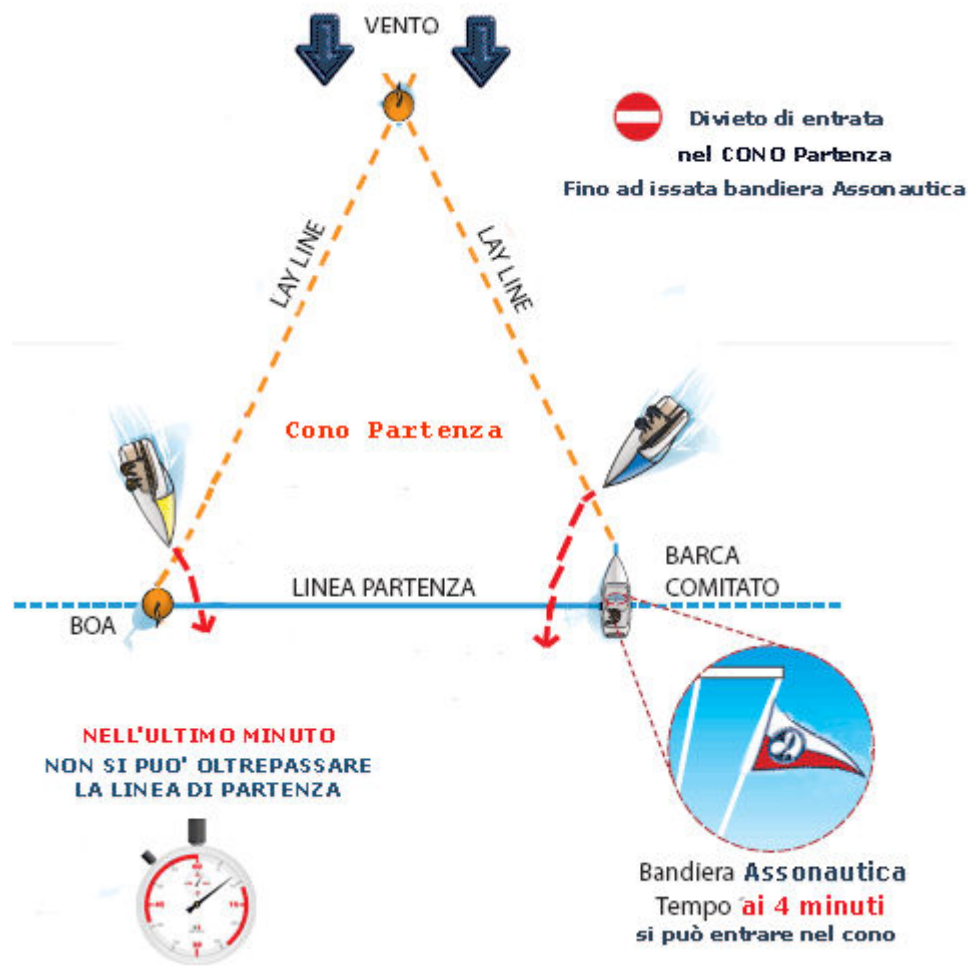 VENTO
Divieto di entrata
nel CONO Partenza
Fino ad issata bandiera Assonautica
LAY LINE
LAY LINE
Cono Partenza
LINEA PARTENZA
BARCA
COMITATO
BOA
NELL'ULTIMO MINUTO
NON SI PUO' OLTREPASSARE
LA LINEA DI PARTENZA
Bandiera Assonautica
Tempo ai 4 minuti
si può entrare nel cono